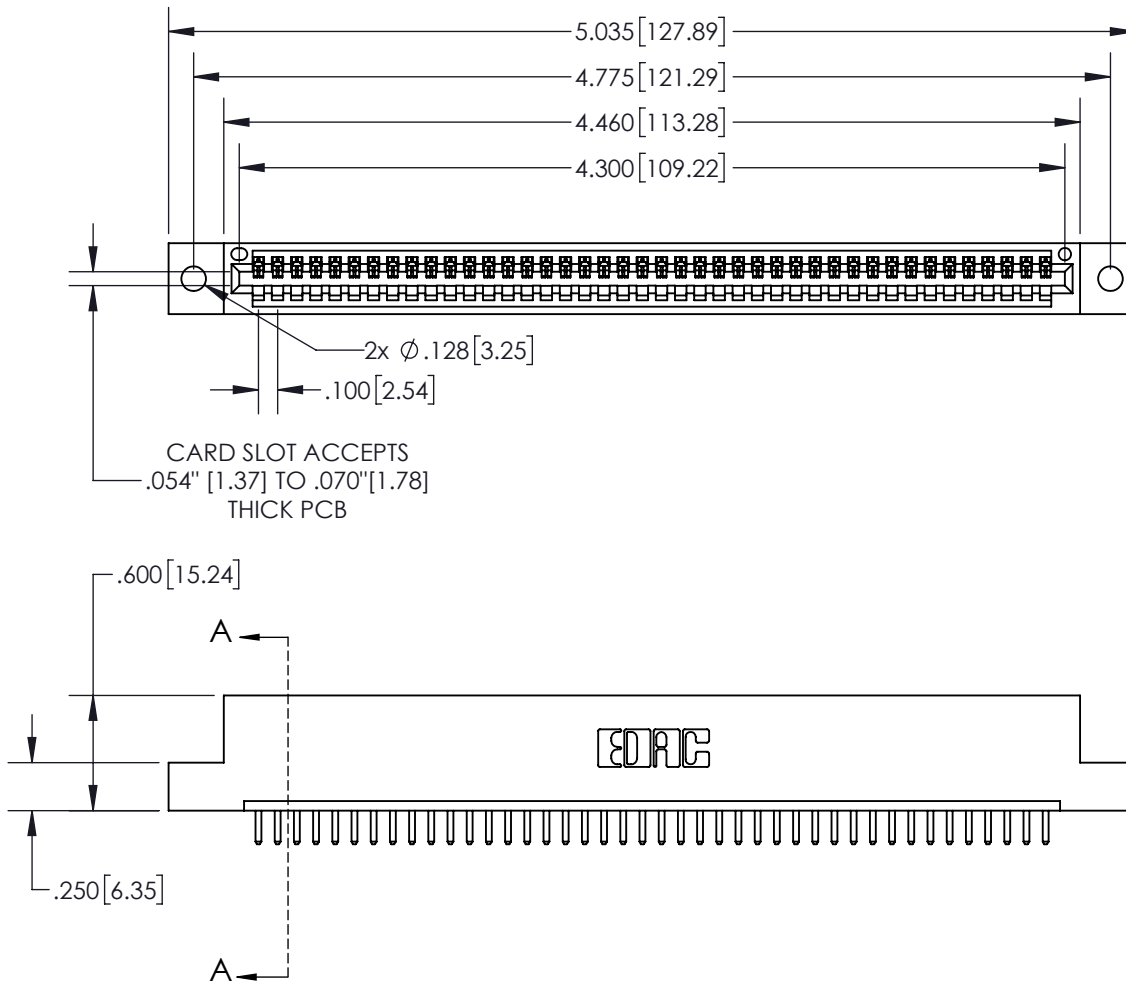 5.035[127.89]
4.775[121.29]
4.460[113.28]
4.300[109.22]
2x Ø.128[3.25]
.100[2.54]
CARD SLOT ACCEPTS
.054" [1.37] TO .070"[1.78]
THICK PCB
.600[15.24]
A
EDAC
.250[6.35]
A